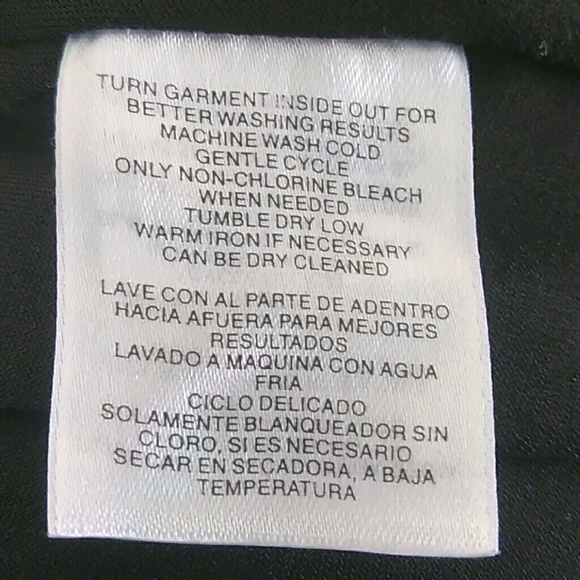 TURN GARMENT INSIDE OUT FOR
BETTER WASHING RESULTS
MACHINE WASH COLD
GENTLE CYCLE
ONLY NON-CHLORINE BLEACH
WHEN NEEDED
TUMBLE DRY LOW
WARM IRON IF NECESSARY
CAN BE DRY CLEANED
LAVE CON AL PARTE DE ADENTRO
HACIA AFUERA PARA MEJORES
RESULTADOS
LAVADO A MAQUINA CON AGUA
FRIA
CICLO DELICADO
SOLAMENTE BLANQUEADOR SIN
CLORO, SI ES NECESARIO
SECAR EN SECADORA, A BAJA
TEMPERATURA